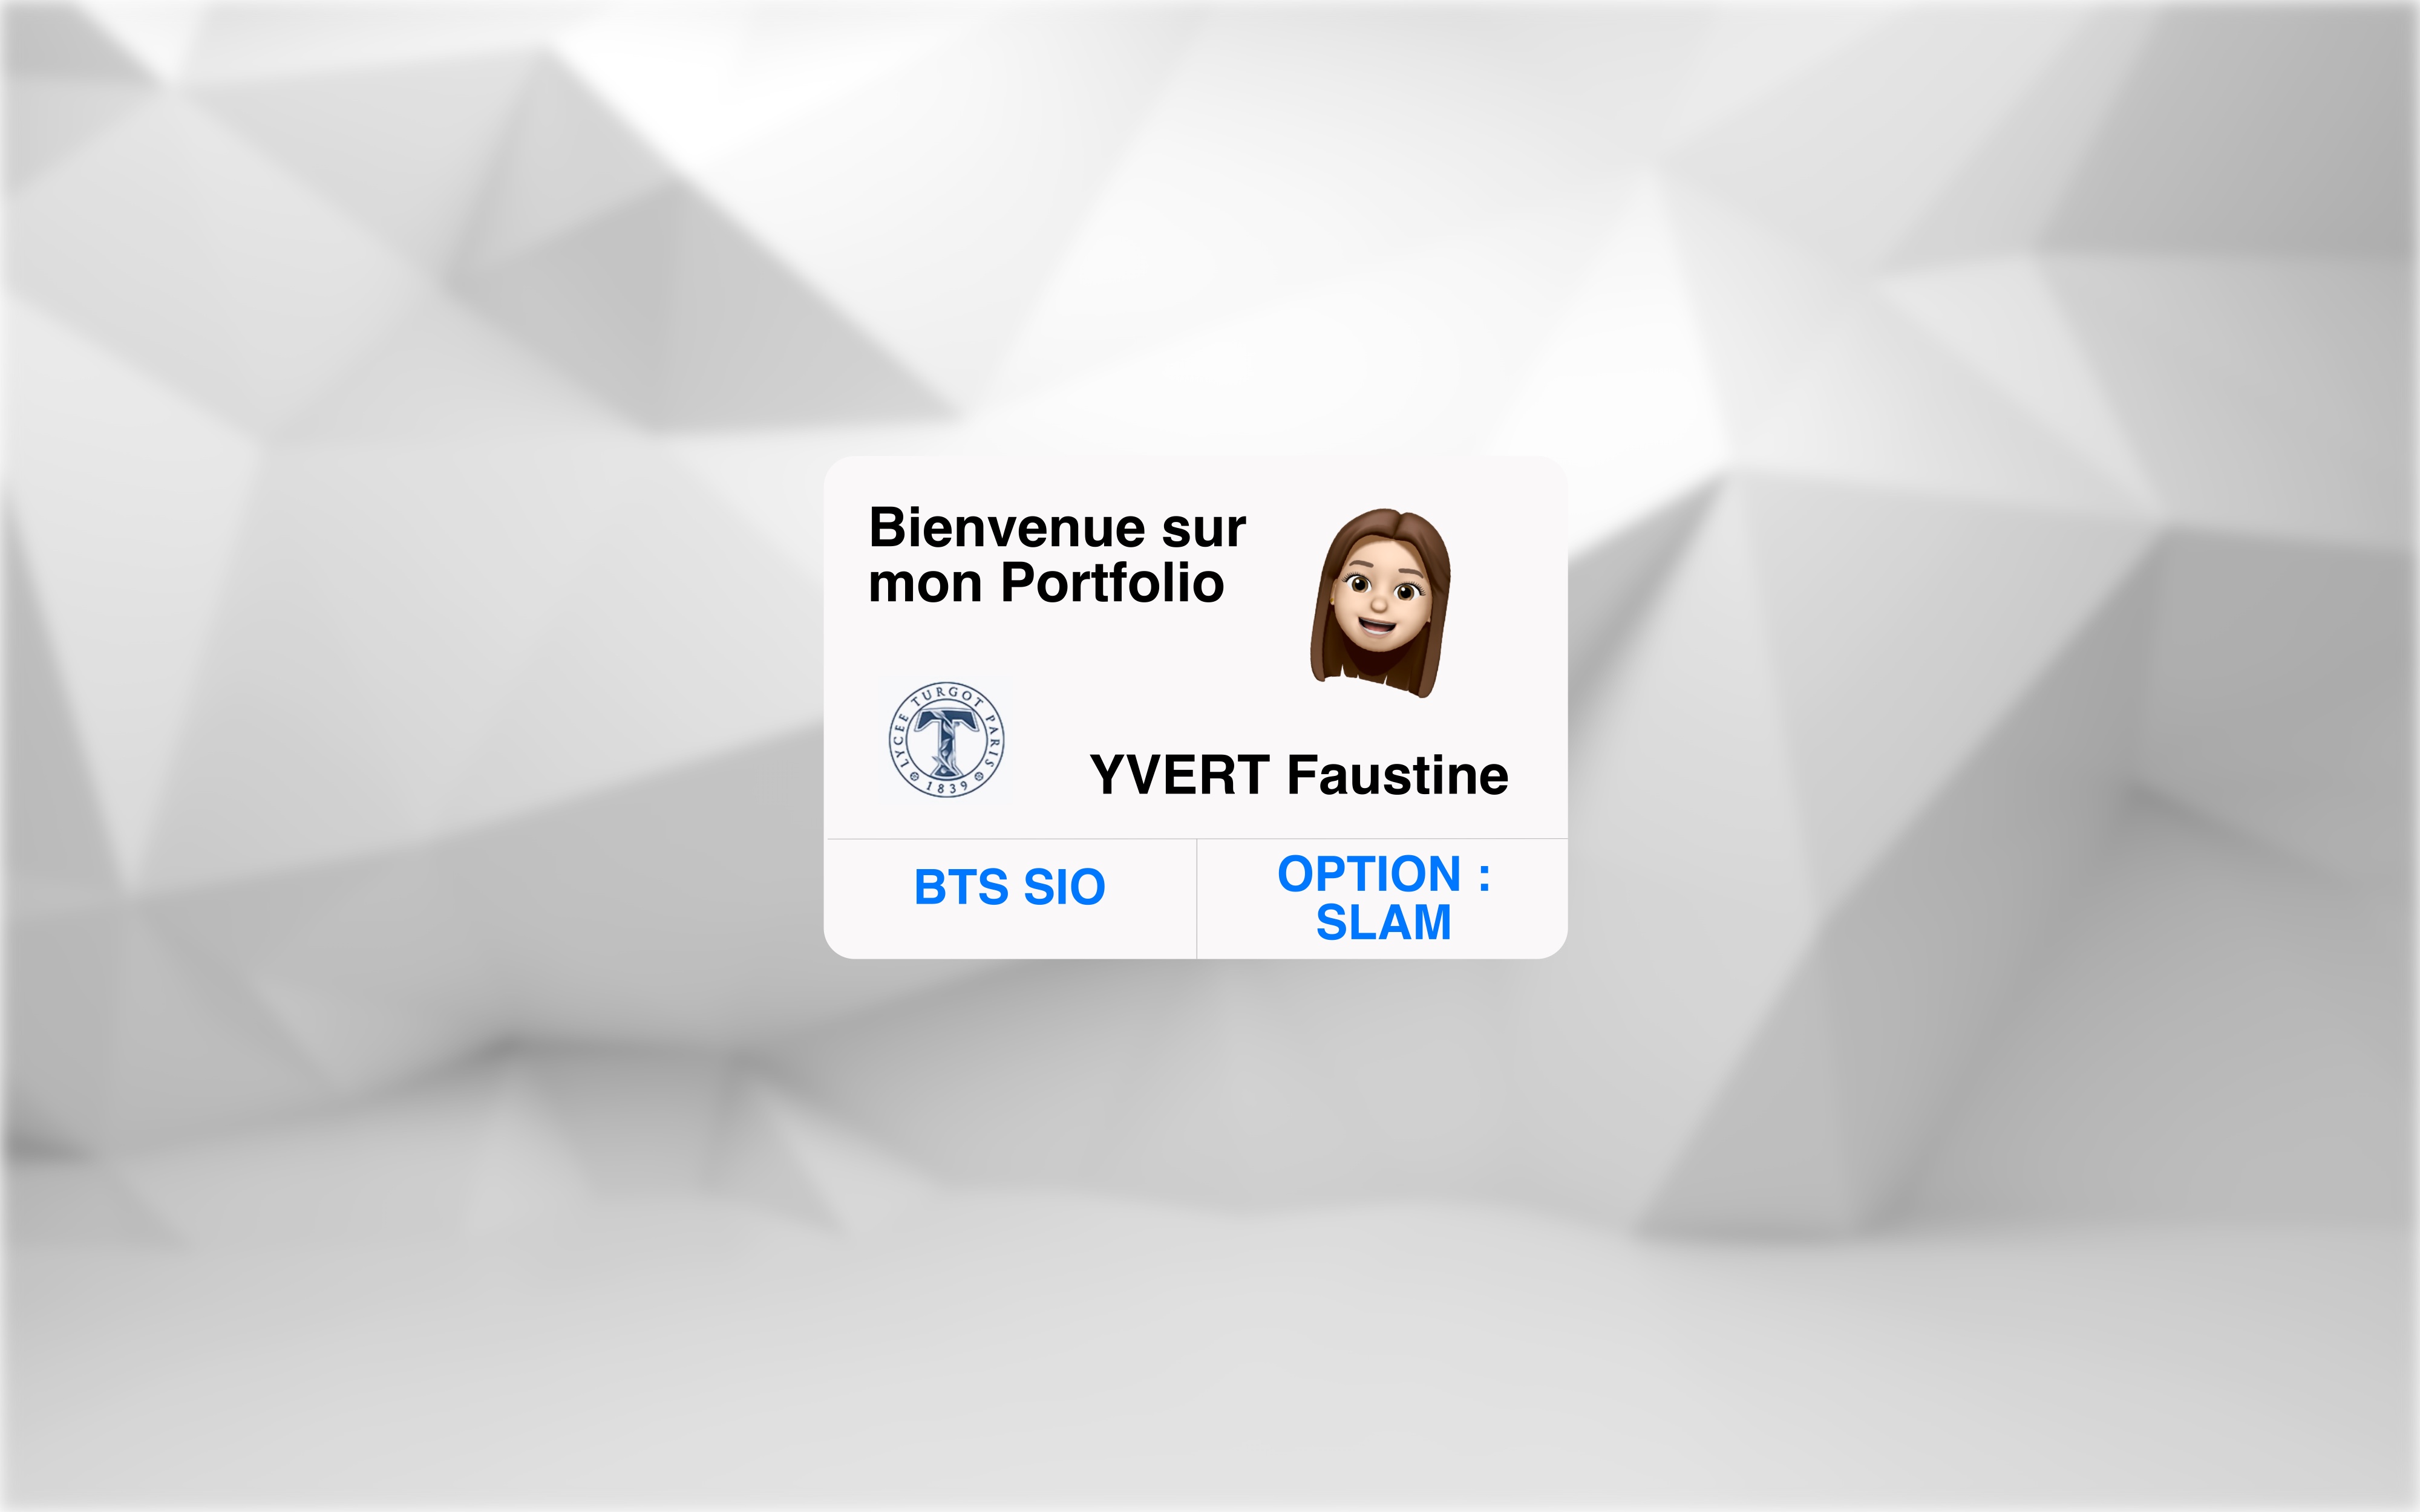 Bienvenue sur
mon Portfolio
LYCEE TURGOT PARIS
1839
YVERT Faustine
BTS SIO
OPTION :
SLAM